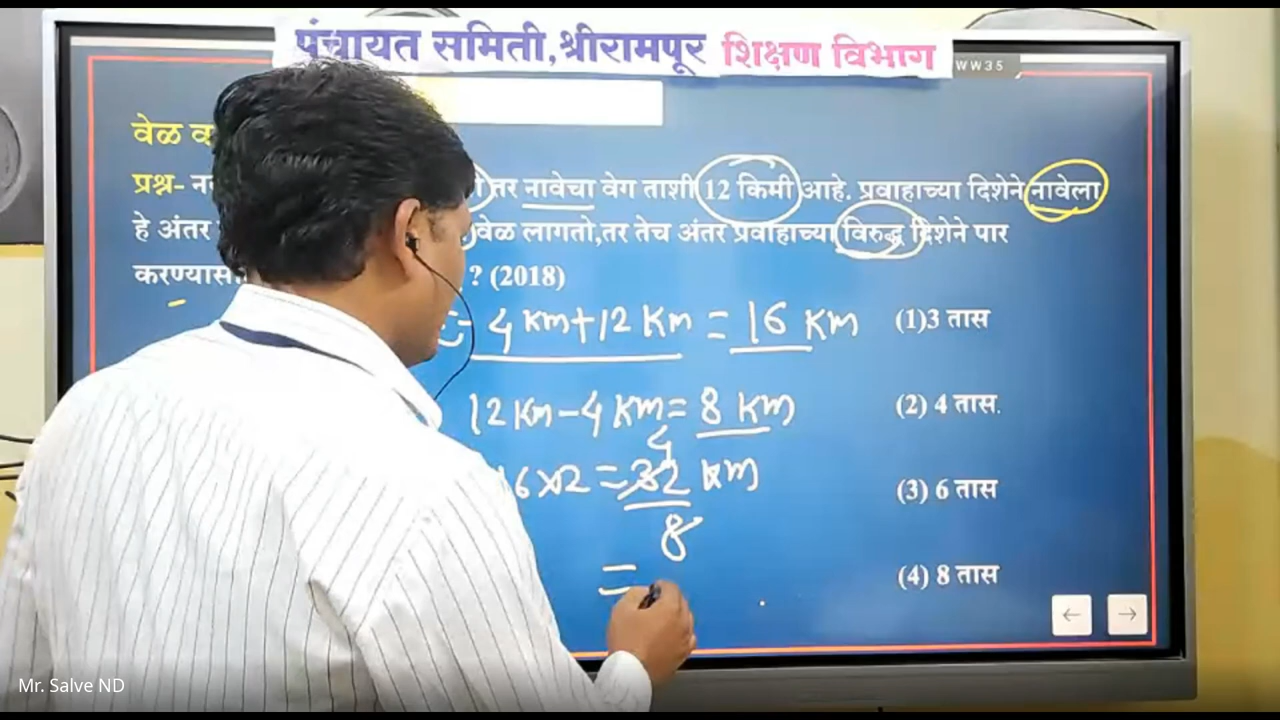 पंचायत समिती,श्रीरामपूर शिक्षण विभाग
WW35
वेळ
प्रश्न- तर नावेचा वेग ताशी 12 किमी आहे. प्रवाहाच्या दिशेने नावेला
हे अंतर वेळ लागतो,तर तेच अंतर प्रवाहाच्या विरुद्ध दिशेने पार
करण्यास ? (2018)
= 4 Km+12 Km = 16 Km
(1)3 तास
12 Km-4 Km= 8 Km
(2) 4 तास.
4
6x2 = 32 km
(3) 6 तास
8
=
(4) 8 तास
← →
Mr. Salve ND